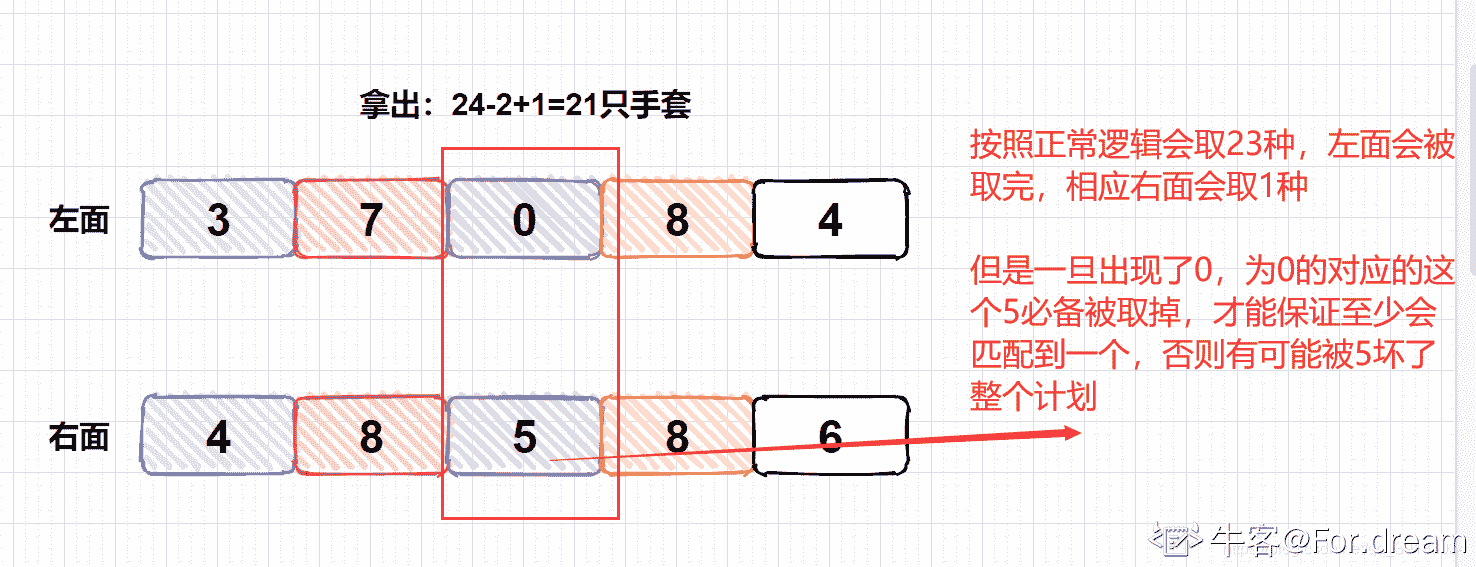 拿出：24-2+1=21只手套
按照正常逻辑会取23种，左面会被
取完，相应右面会取1种
左面 3 7 0 8 4
但是一旦出现了0，为0的对应的这
个5必备被取掉，才能保证至少会
匹配到一个，否则有可能被5坏了
整个计划
右面 4 8 5 8 6
牛客@For.dream